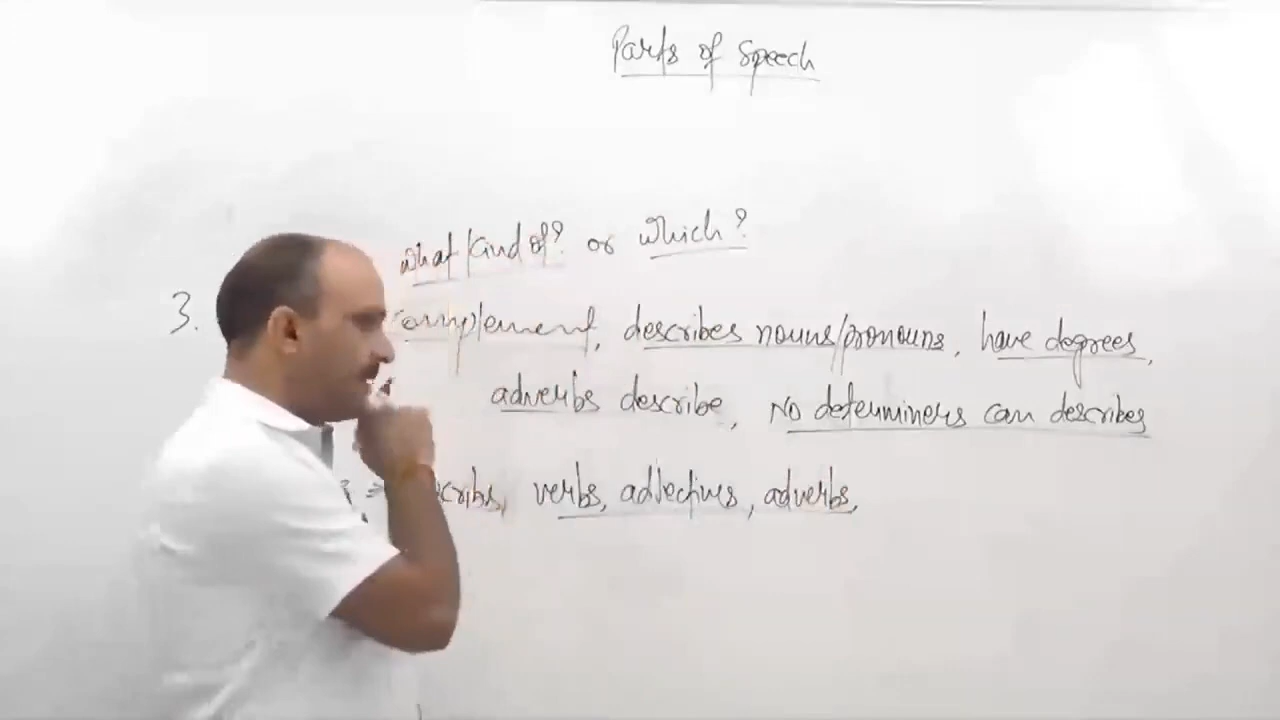 Parts of Speech
what kind of? or which?
3.
complement, describes nouns/pronouns, have degrees,
adverbs describe, No determiners can describes
verbs, adjectives, adverbs,